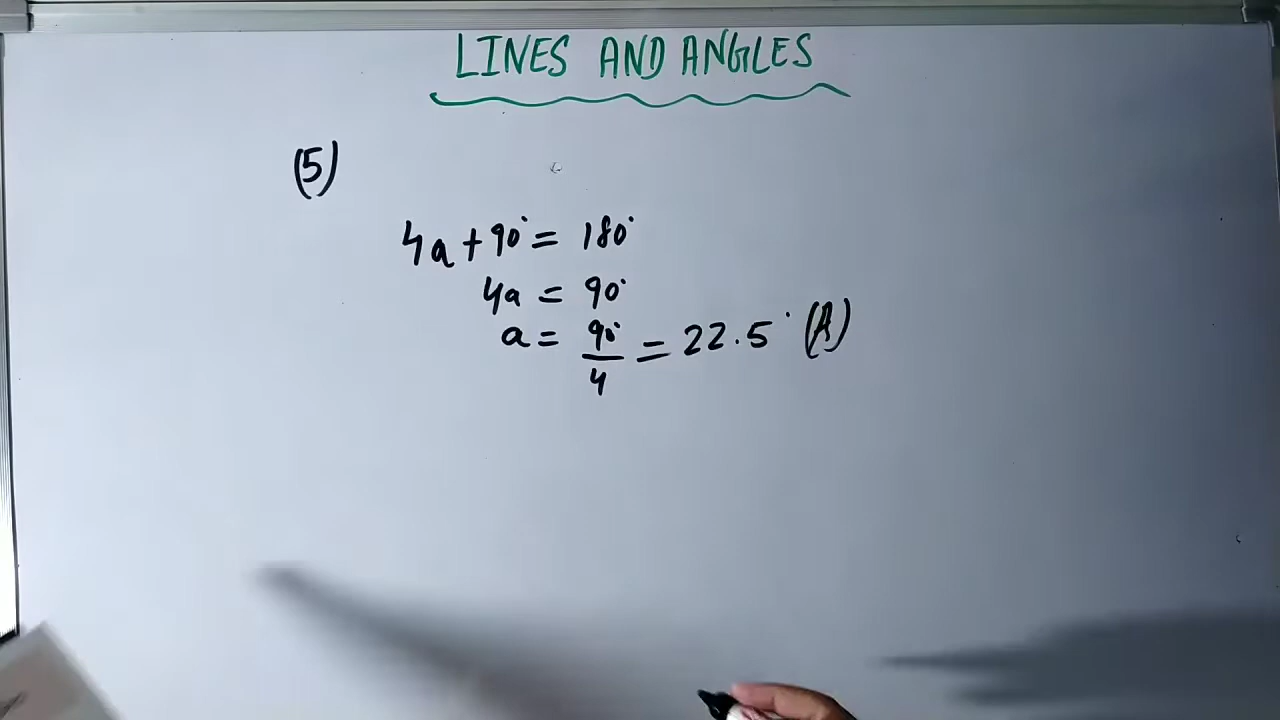 LINES AND ANGLES
(5)
4a + 90° = 180°
4a = 90°
a = 90°/4 = 22.5° (A)